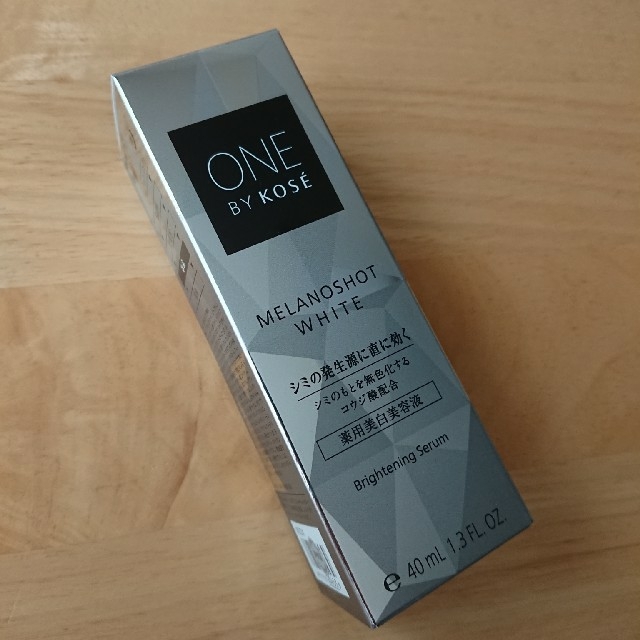 ONE
BY KOSÉ
MELANOSHOT
WHITE
シミの発生源に直に効く
シミのもとを無色化する
コウジ酸配合
薬用美白美容液
Brightening Serum
℮ 40 mL 1.3 FL. OZ.